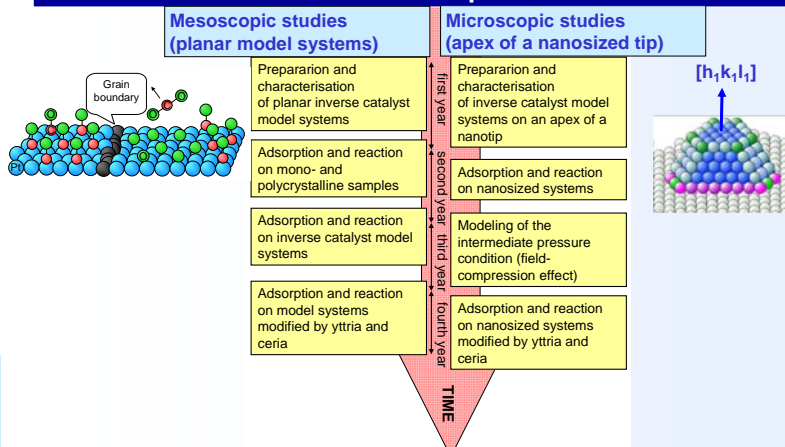 Mesoscopic studies
(planar model systems)
Microscopic studies
(apex of a nanosized tip)
Grain
boundary
O
C
O
O
O
O
O
Pt
Prepararion and
characterisation
of planar inverse catalyst
model systems
Adsorption and reaction
on mono- and
polycrystalline samples
Adsorption and reaction
on inverse catalyst model
systems
Adsorption and reaction
on model systems
modified by yttria and
ceria
first year
second year
third year
fourth year
TIME
Prepararion and
characterisation
of inverse catalyst model
systems on an apex of a
nanotip
Adsorption and reaction
on nanosized systems
Modeling of the
intermediate pressure
condition (field-
compression effect)
Adsorption and reaction
on nanosized systems
modified by yttria and
ceria
[h₁k₁l₁]